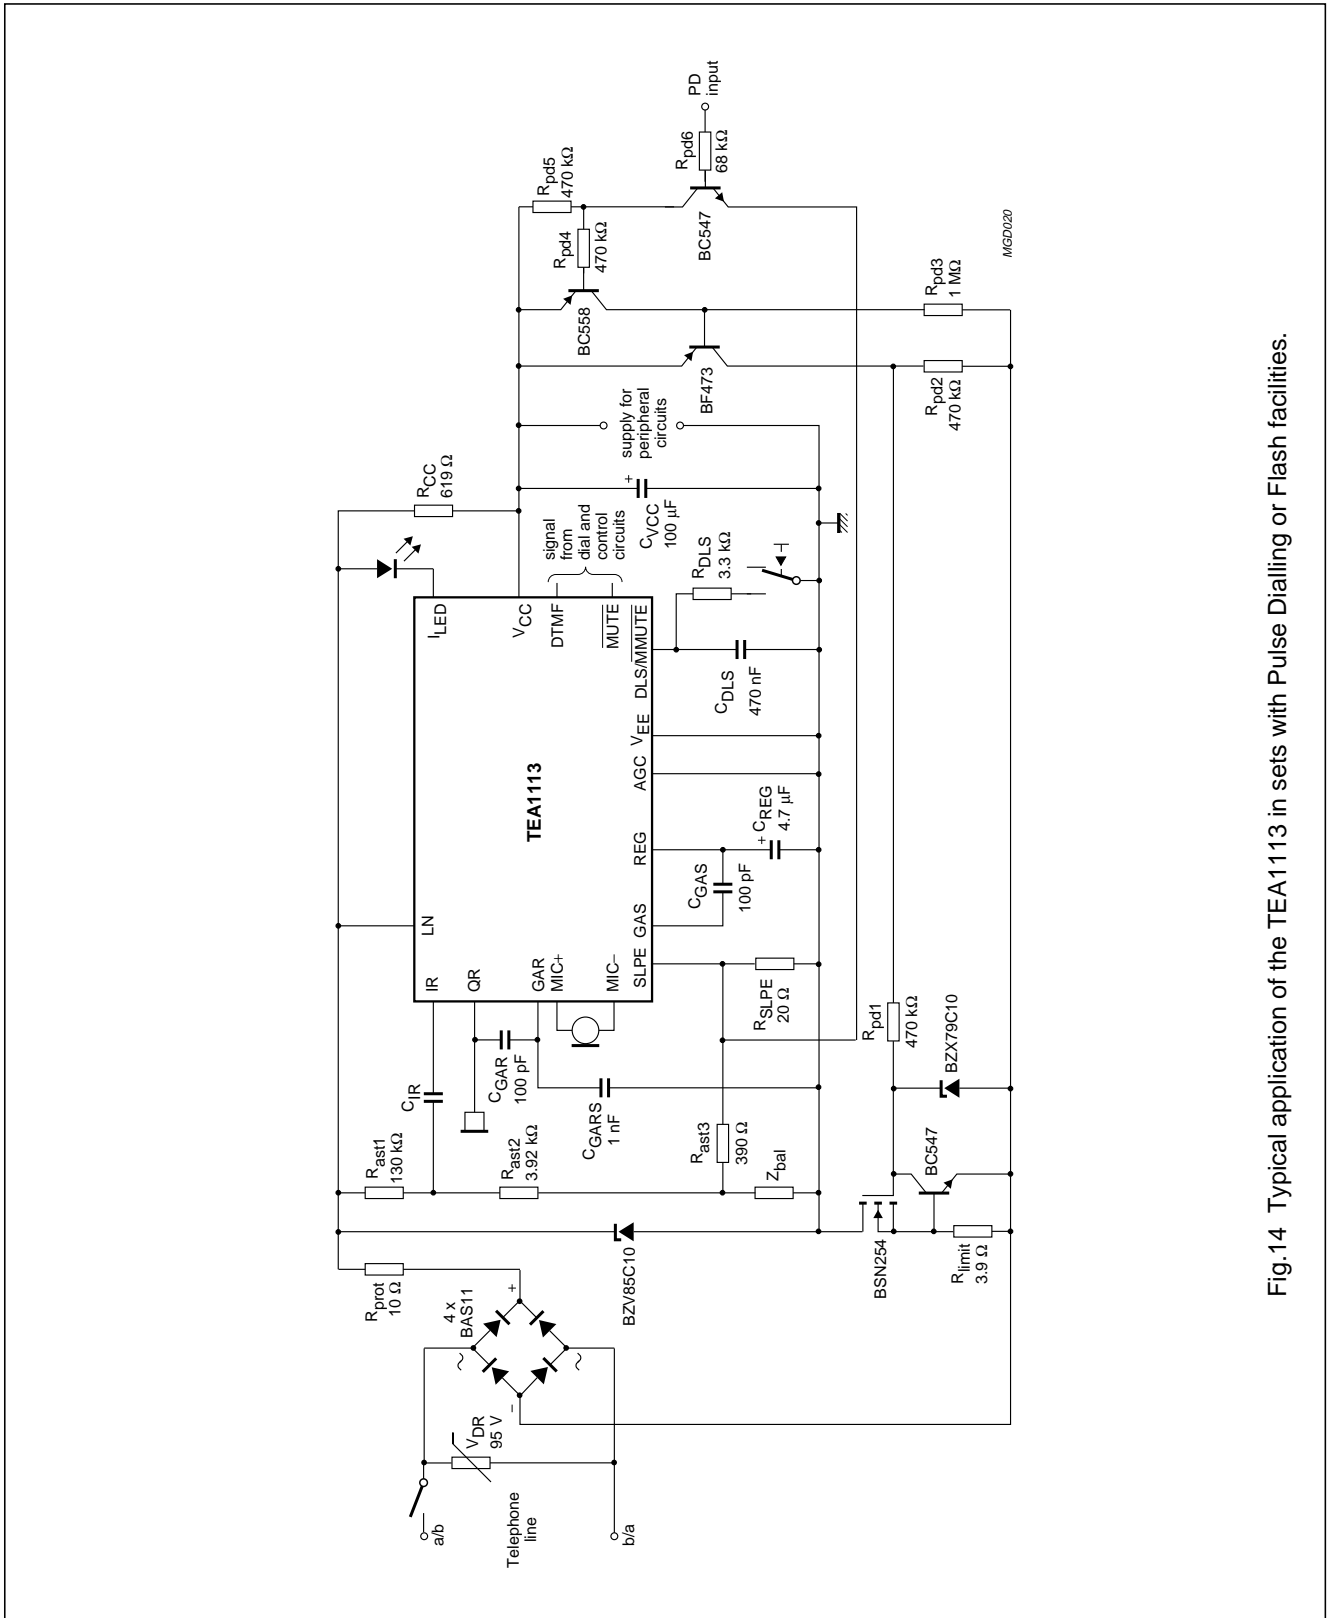 a/b
Telephone
line
b/a
VDR
95 V
4 x
BAS11
~
~
+
−
Rprot
10 Ω
Rast1
130 kΩ
Rast2
3.92 kΩ
Rast3
390 Ω
Zbal
BZV85C10
CIR
CGAR
100 pF
CGARS
1 nF
IR
QR
GAR
MIC+
MIC−
SLPE
LN
TEA1113
GAS
REG
AGC
VEE
DLS/MMUTE
ILED
VCC
DTMF
MUTE
RSLPE
20 Ω
CGAS
100 pF
+
CREG
4.7 µF
CDLS
470 nF
RDLS
3.3 kΩ
signal
from
dial and
control
circuits
RCC
619 Ω
+
CVCC
100 µF
supply for
peripheral
circuits
BSN254
Rlimit
3.9 Ω
BC547
BZX79C10
Rpd1
470 kΩ
BF473
Rpd2
470 kΩ
BC558
Rpd3
1 MΩ
Rpd4
470 kΩ
Rpd5
470 kΩ
BC547
Rpd6
68 kΩ
PD
input
MGD020
Fig.14 Typical application of the TEA1113 in sets with Pulse Dialling or Flash facilities.